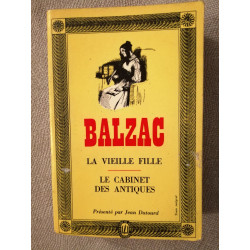 BALZAC
LA VIEILLE FILLE
LE CABINET
DES ANTIQUES
Présenté par Jean Dutourd